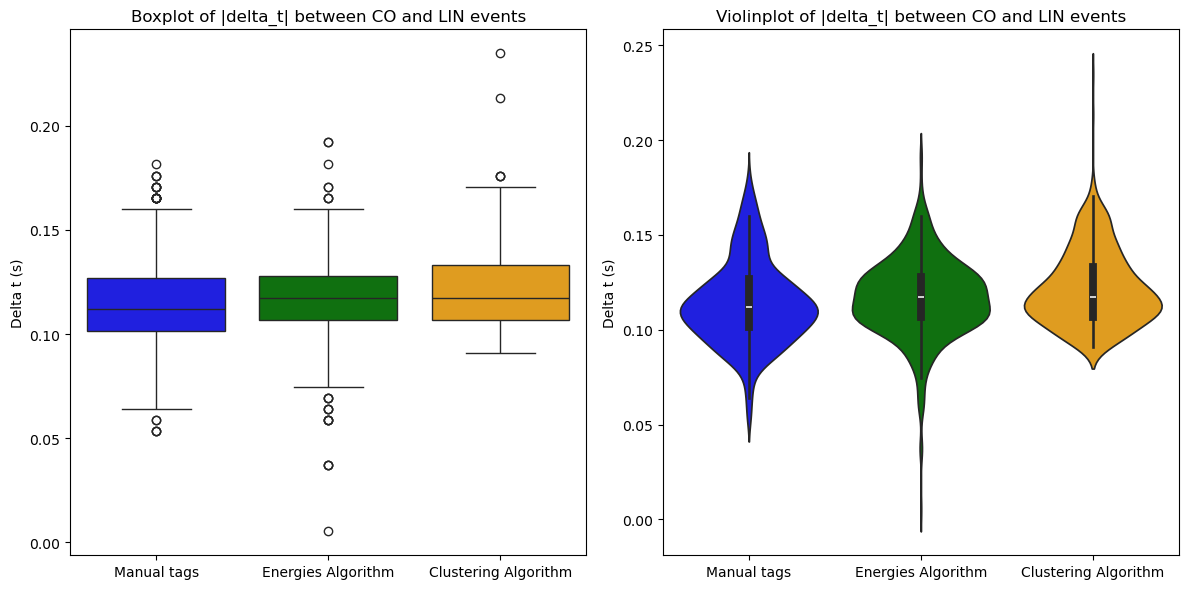 Boxplot of |delta_t| between CO and LIN events
Delta t (s)
0.20
0.15
0.10
0.05
0.00
Manual tags
Energies Algorithm
Clustering Algorithm
Violinplot of |delta_t| between CO and LIN events
Delta t (s)
0.25
0.20
0.15
0.10
0.05
0.00
Manual tags
Energies Algorithm
Clustering Algorithm